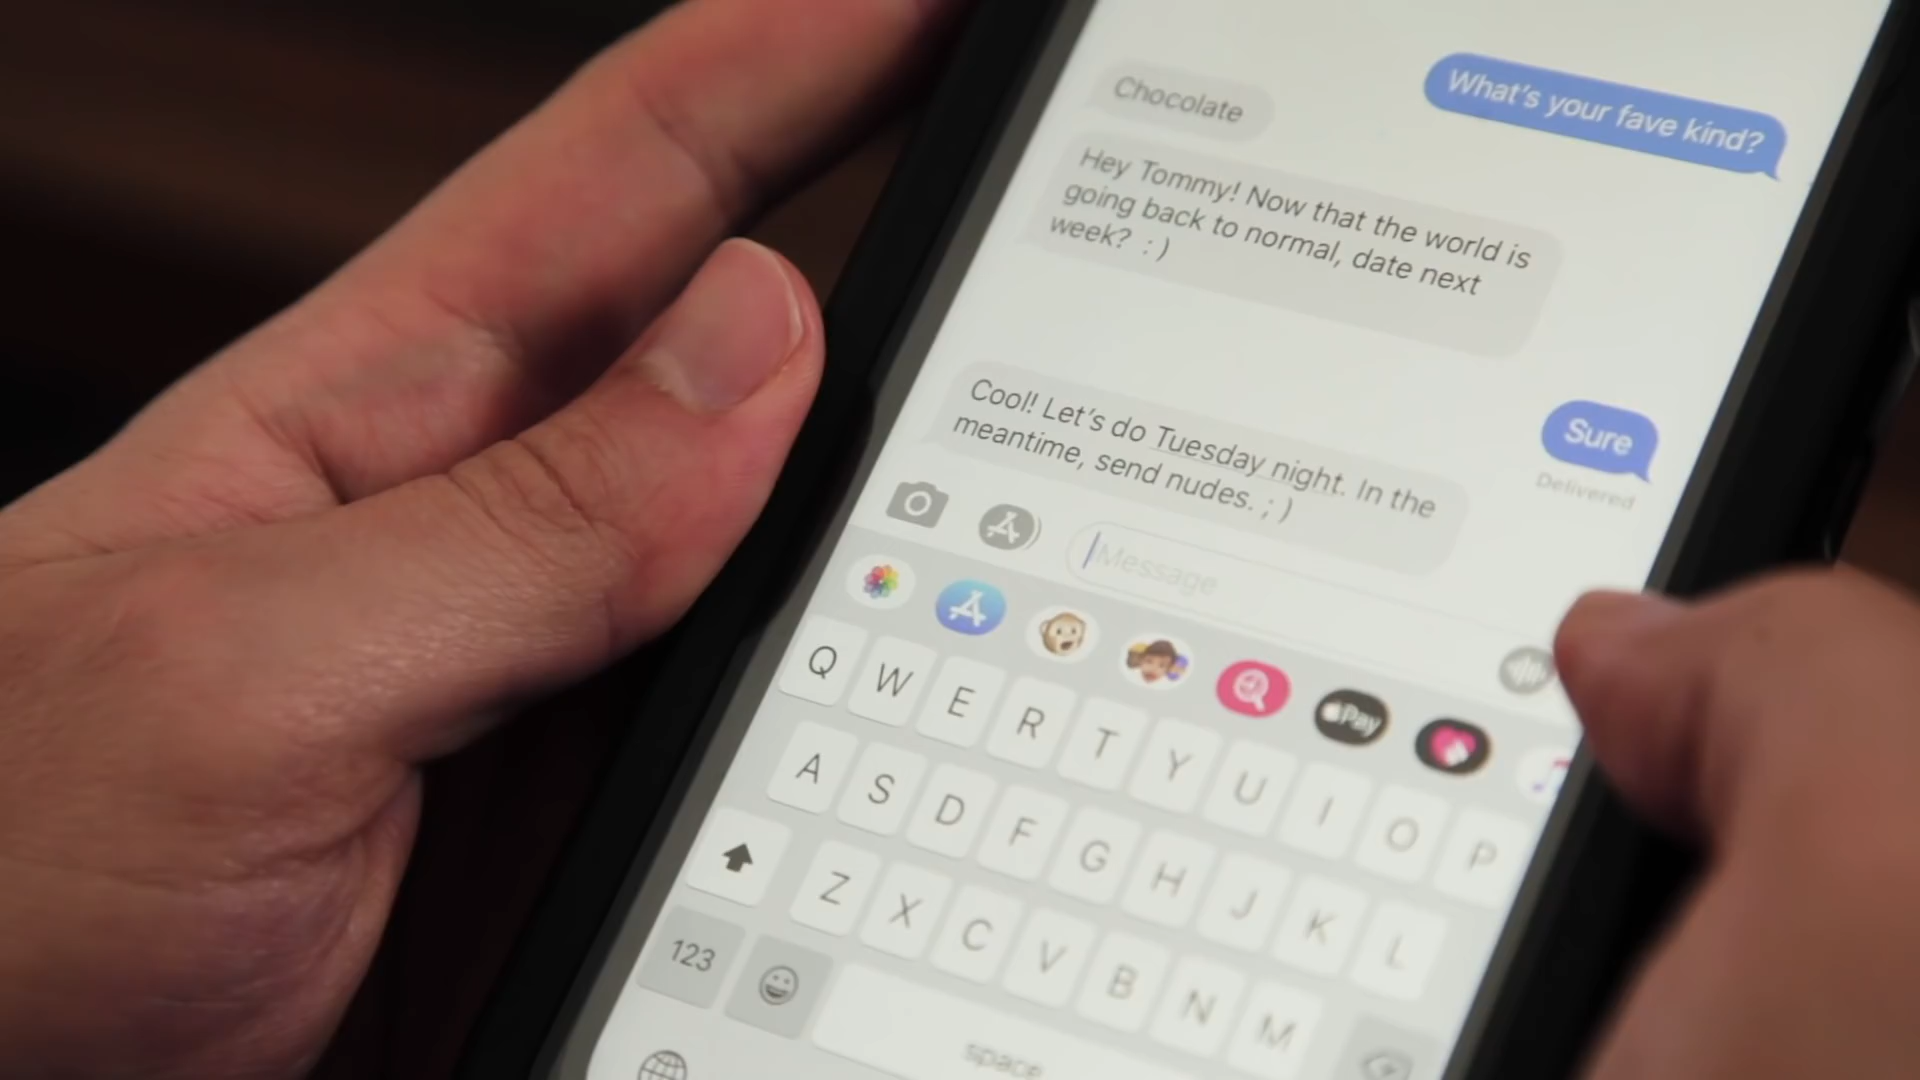 What's your fave kind?
Chocolate
Hey Tommy! Now that the world is
going back to normal, date next
week? :)
Sure
Delivered
Cool! Let's do Tuesday night. In the
meantime, send nudes. ; )
Message
Pay
Q W E R T Y U I O P
A S D F G H J K L
Z X C V B N M
123
space